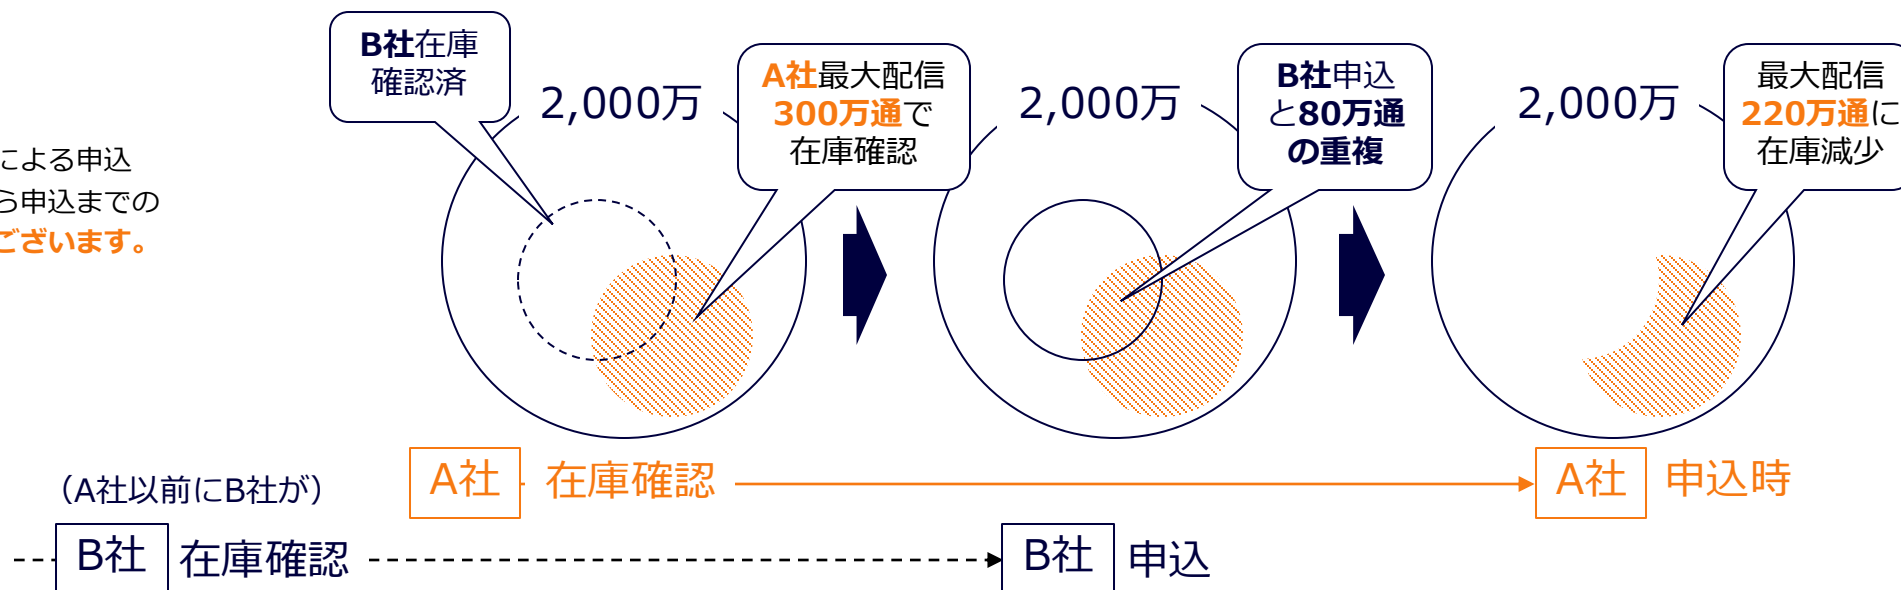 B社在庫
確認済
2,000万
A社最大配信
300万通で
在庫確認
2,000万
B社申込
と80万通
の重複
2,000万
最大配信
220万通に
在庫減少
による申込
ら申込までの
ございます。
A社 在庫確認
A社 申込時
（A社以前にB社が）
B社 在庫確認
B社 申込